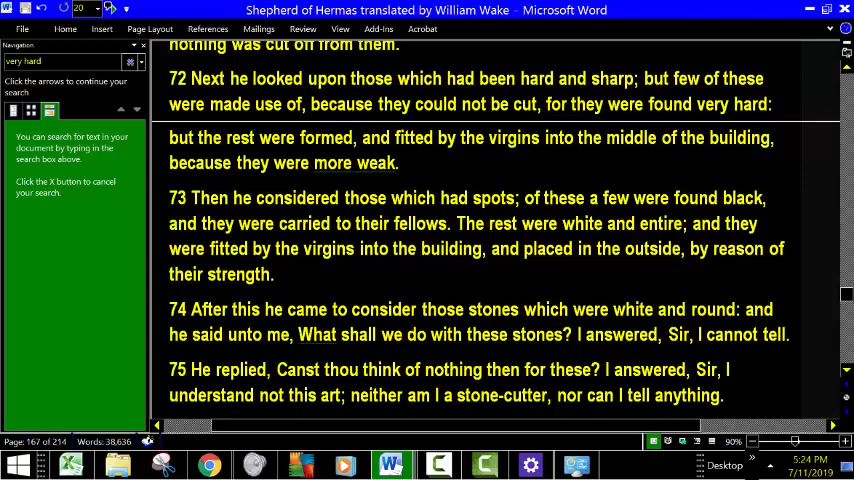 20
Shepherd of Hermas translated by William Wake - Microsoft Word
File Home Insert Page Layout References Mailings Review View Add-Ins Acrobat
Navigation
very hard
Click the arrows to continue your
search
You can search for text in your
document by typing in the
search box above.
Click the X button to cancel
your search.
nothing was cut off from them.
72 Next he looked upon those which had been hard and sharp; but few of these
were made use of, because they could not be cut, for they were found very hard:
but the rest were formed, and fitted by the virgins into the middle of the building,
because they were more weak.
73 Then he considered those which had spots; of these a few were found black,
and they were carried to their fellows. The rest were white and entire; and they
were fitted by the virgins into the building, and placed in the outside, by reason of
their strength.
74 After this he came to consider those stones which were white and round: and
he said unto me, What shall we do with these stones? I answered, Sir, I cannot tell.
75 He replied, Canst thou think of nothing then for these? I answered, Sir, I
understand not this art; neither am I a stone-cutter, nor can I tell anything.
Page: 167 of 214 Words: 38,636 90%
Desktop
5:24 PM
7/11/2019